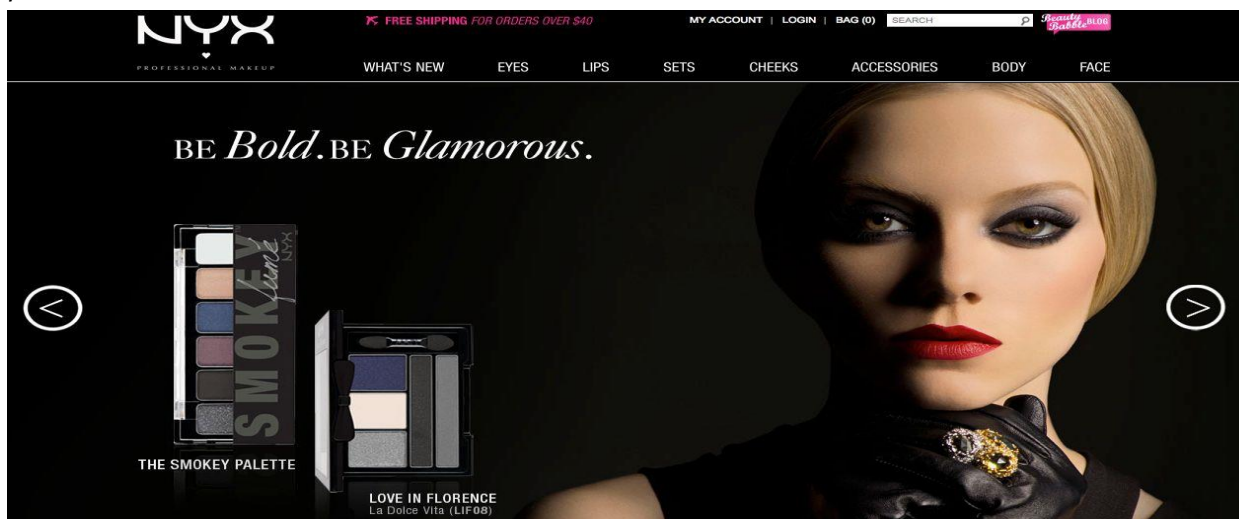 NYX
PROFESSIONAL MAKEUP
FREE SHIPPING FOR ORDERS OVER $40
MY ACCOUNT | LOGIN | BAG (0) SEARCH
Beauty Babble BLOG
WHAT'S NEW EYES LIPS SETS CHEEKS ACCESSORIES BODY FACE
BE Bold. BE Glamorous.
SMOKEY
fumé
NYX
THE SMOKEY PALETTE
LOVE IN FLORENCE
La Dolce Vita (LIF08)